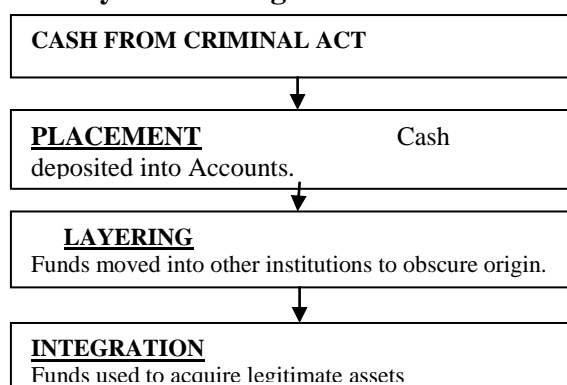 CASH FROM CRIMINAL ACT
PLACEMENT Cash
deposited into Accounts.
LAYERING
Funds moved into other institutions to obscure origin.
INTEGRATION
Funds used to acquire legitimate assets